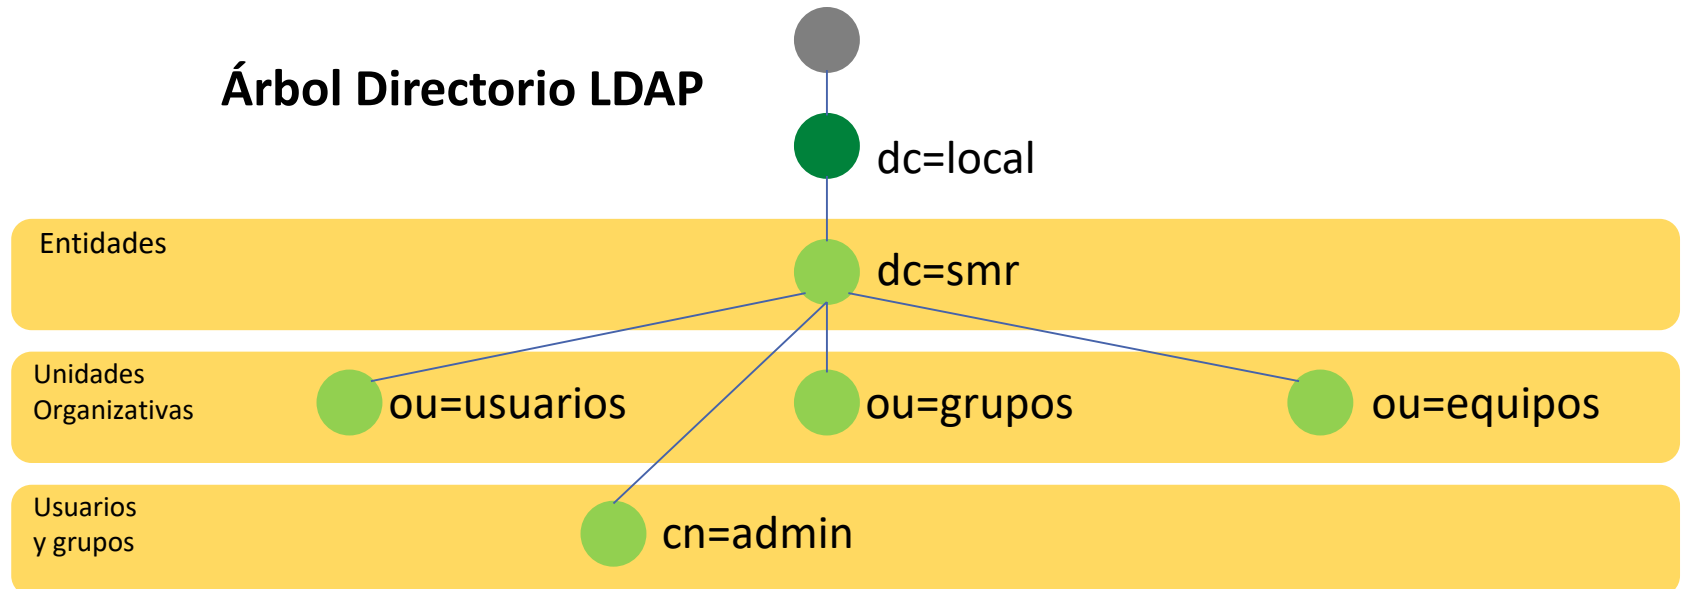 Árbol Directorio LDAP
dc=local
Entidades
dc=smr
Unidades
Organizativas
ou=usuarios
ou=grupos
ou=equipos
Usuarios
y grupos
cn=admin